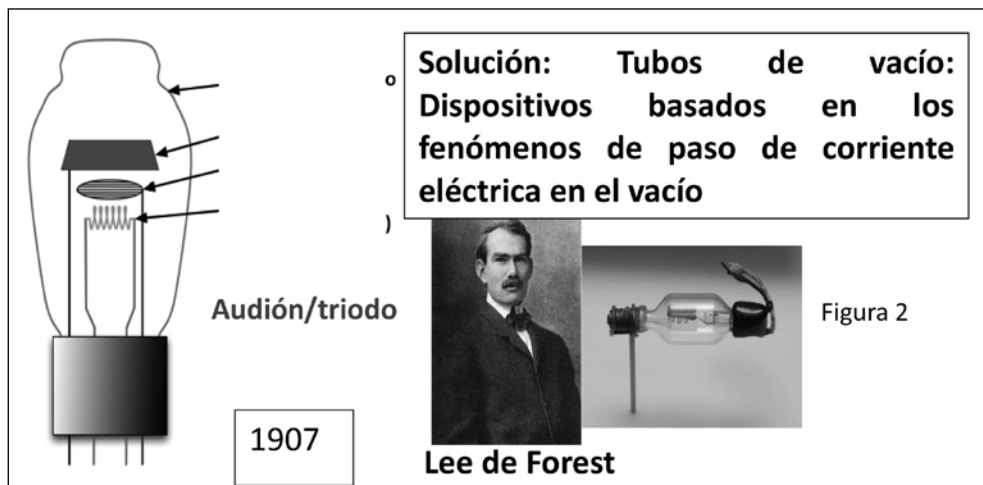 Solución: Tubos de vacío:
Dispositivos basados en los
fenómenos de paso de corriente
eléctrica en el vacío
o
)
Audión/triodo
Figura 2
1907
Lee de Forest